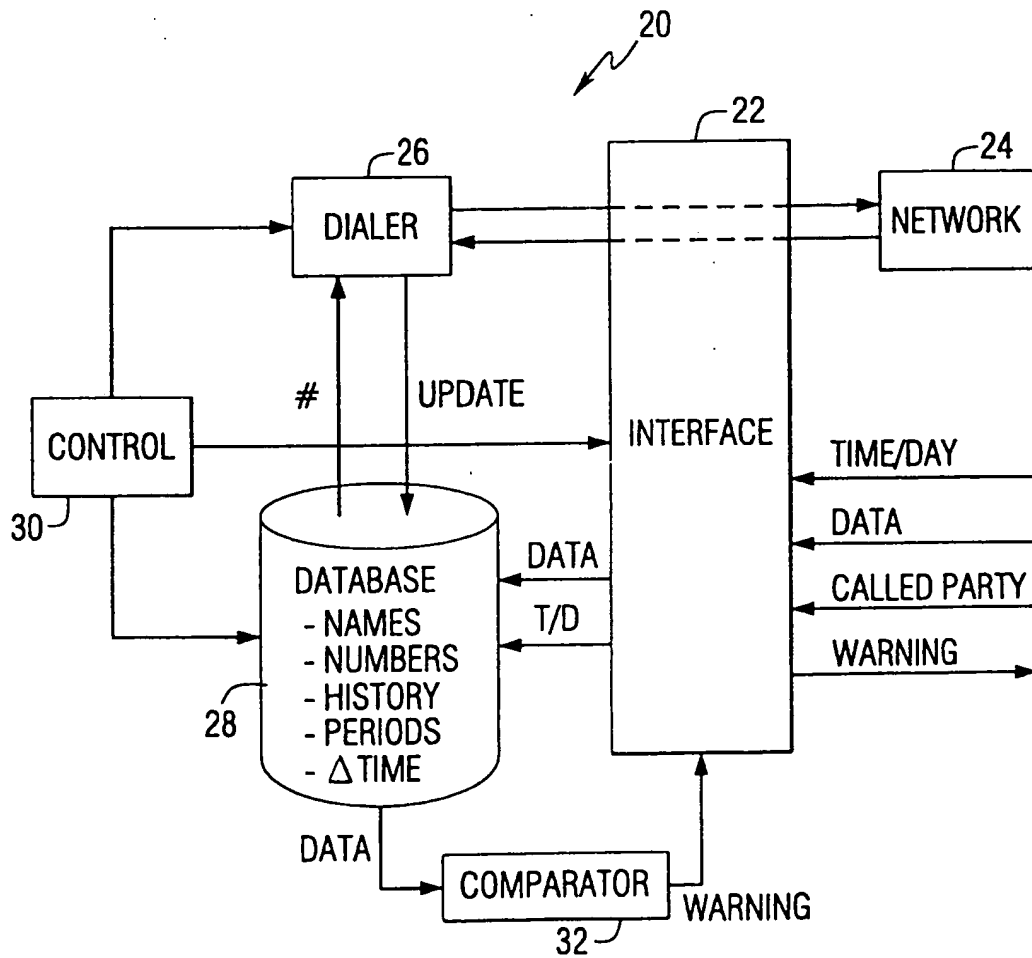 20
22
26
24
DIALER
NETWORK
#
UPDATE
CONTROL
INTERFACE
30
TIME/DAY
DATA
DATA
CALLED PARTY
T/D
WARNING
DATABASE
- NAMES
- NUMBERS
- HISTORY
- PERIODS
- Δ TIME
28
DATA
COMPARATOR
WARNING
32